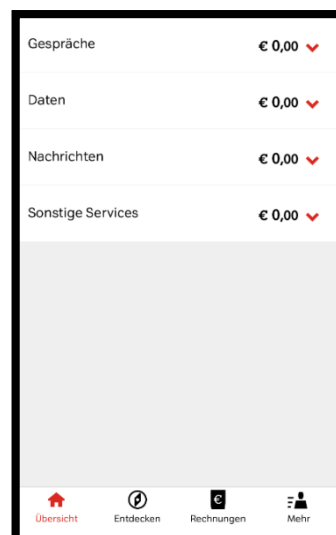 Gespräche € 0,00
Daten € 0,00
Nachrichten € 0,00
Sonstige Services € 0,00
€
Übersicht Entdecken Rechnungen Mehr